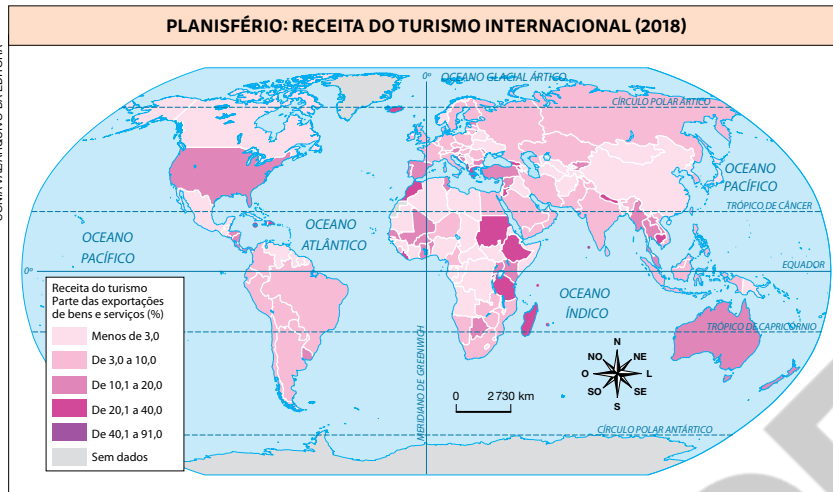 PLANISFÉRIO: RECEITA DO TURISMO INTERNACIONAL (2018)
0°
OCEANO GLACIAL ÁRTICO
CÍRCULO POLAR ÁRTICO
OCEANO
PACÍFICO
TRÓPICO DE CÂNCER
OCEANO
ATLÂNTICO
OCEANO
PACÍFICO
0°
EQUADOR
OCEANO
ÍNDICO
TRÓPICO DE CAPRICÓRNIO
MERIDIANO DE GREENWICH
N
NO
NE
O
L
SO
SE
S
0
2 730 km
CÍRCULO POLAR ANTÁRTICO
Receita do turismo
Parte das exportações
de bens e serviços (%)
Menos de 3,0
De 3,0 a 10,0
De 10,1 a 20,0
De 20,1 a 40,0
De 40,1 a 91,0
Sem dados